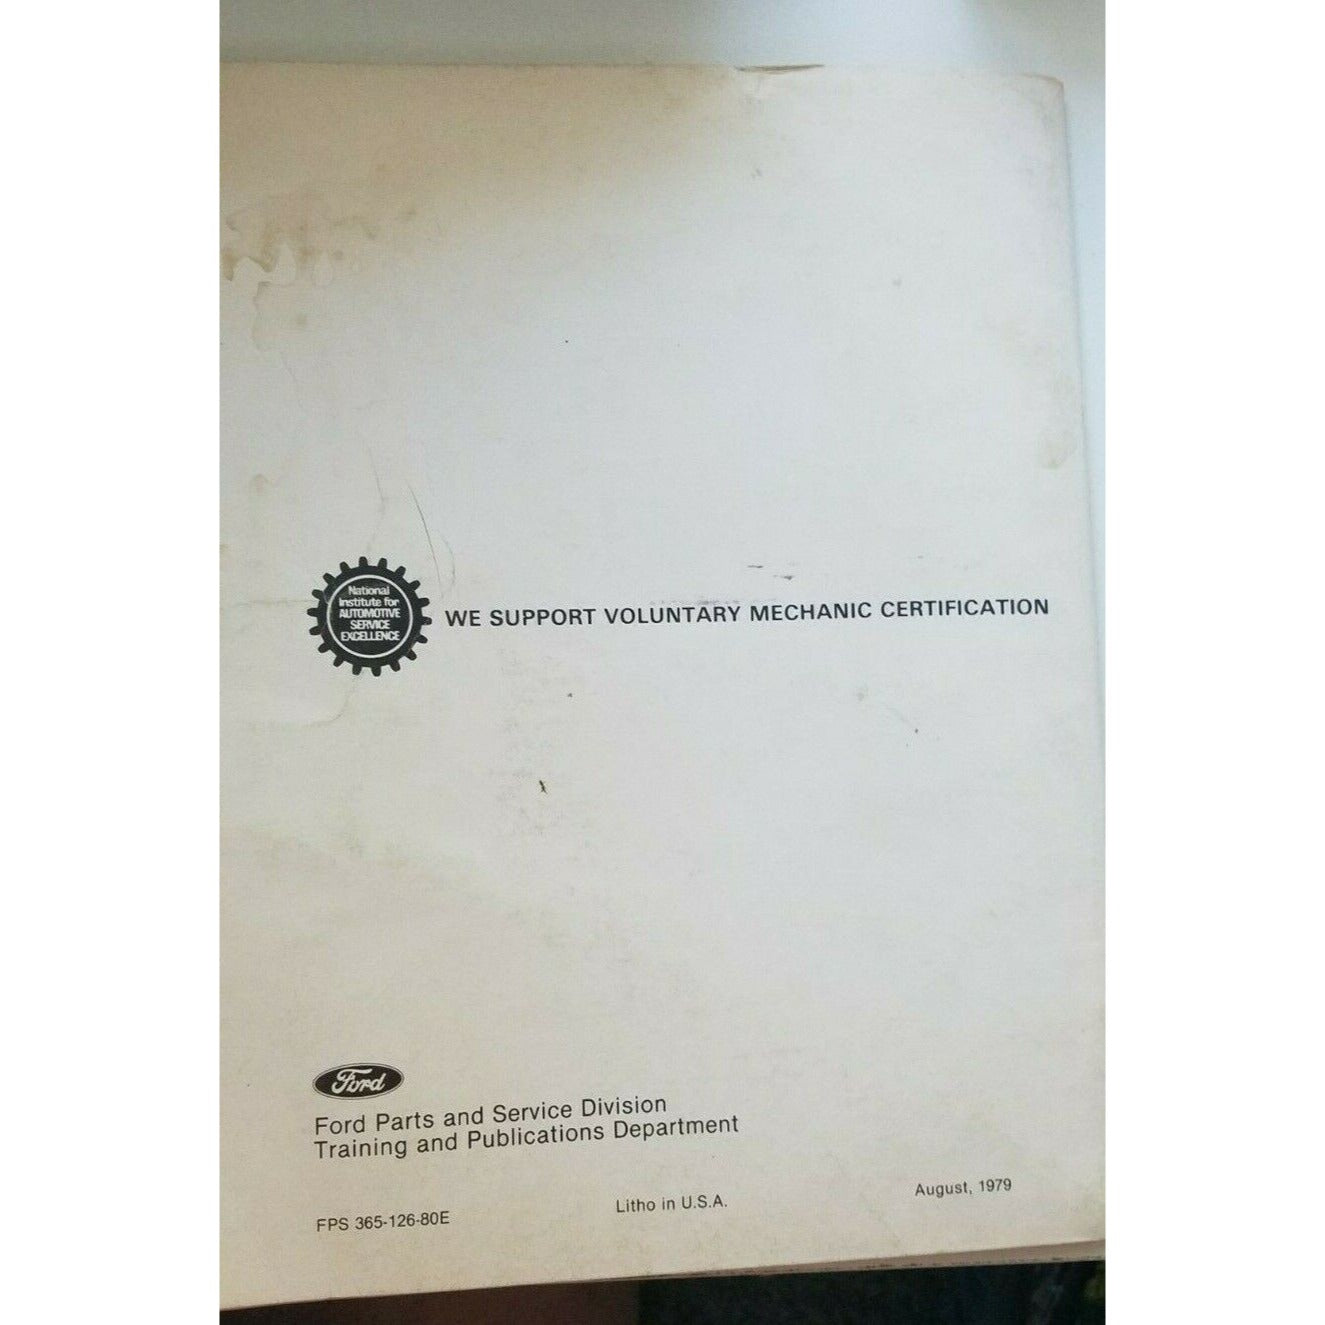 National
Institute for
AUTOMOTIVE
SERVICE
EXCELLENCE
WE SUPPORT VOLUNTARY MECHANIC CERTIFICATION
Ford
Ford Parts and Service Division
Training and Publications Department
FPS 365-126-80E
Litho in U.S.A.
August, 1979